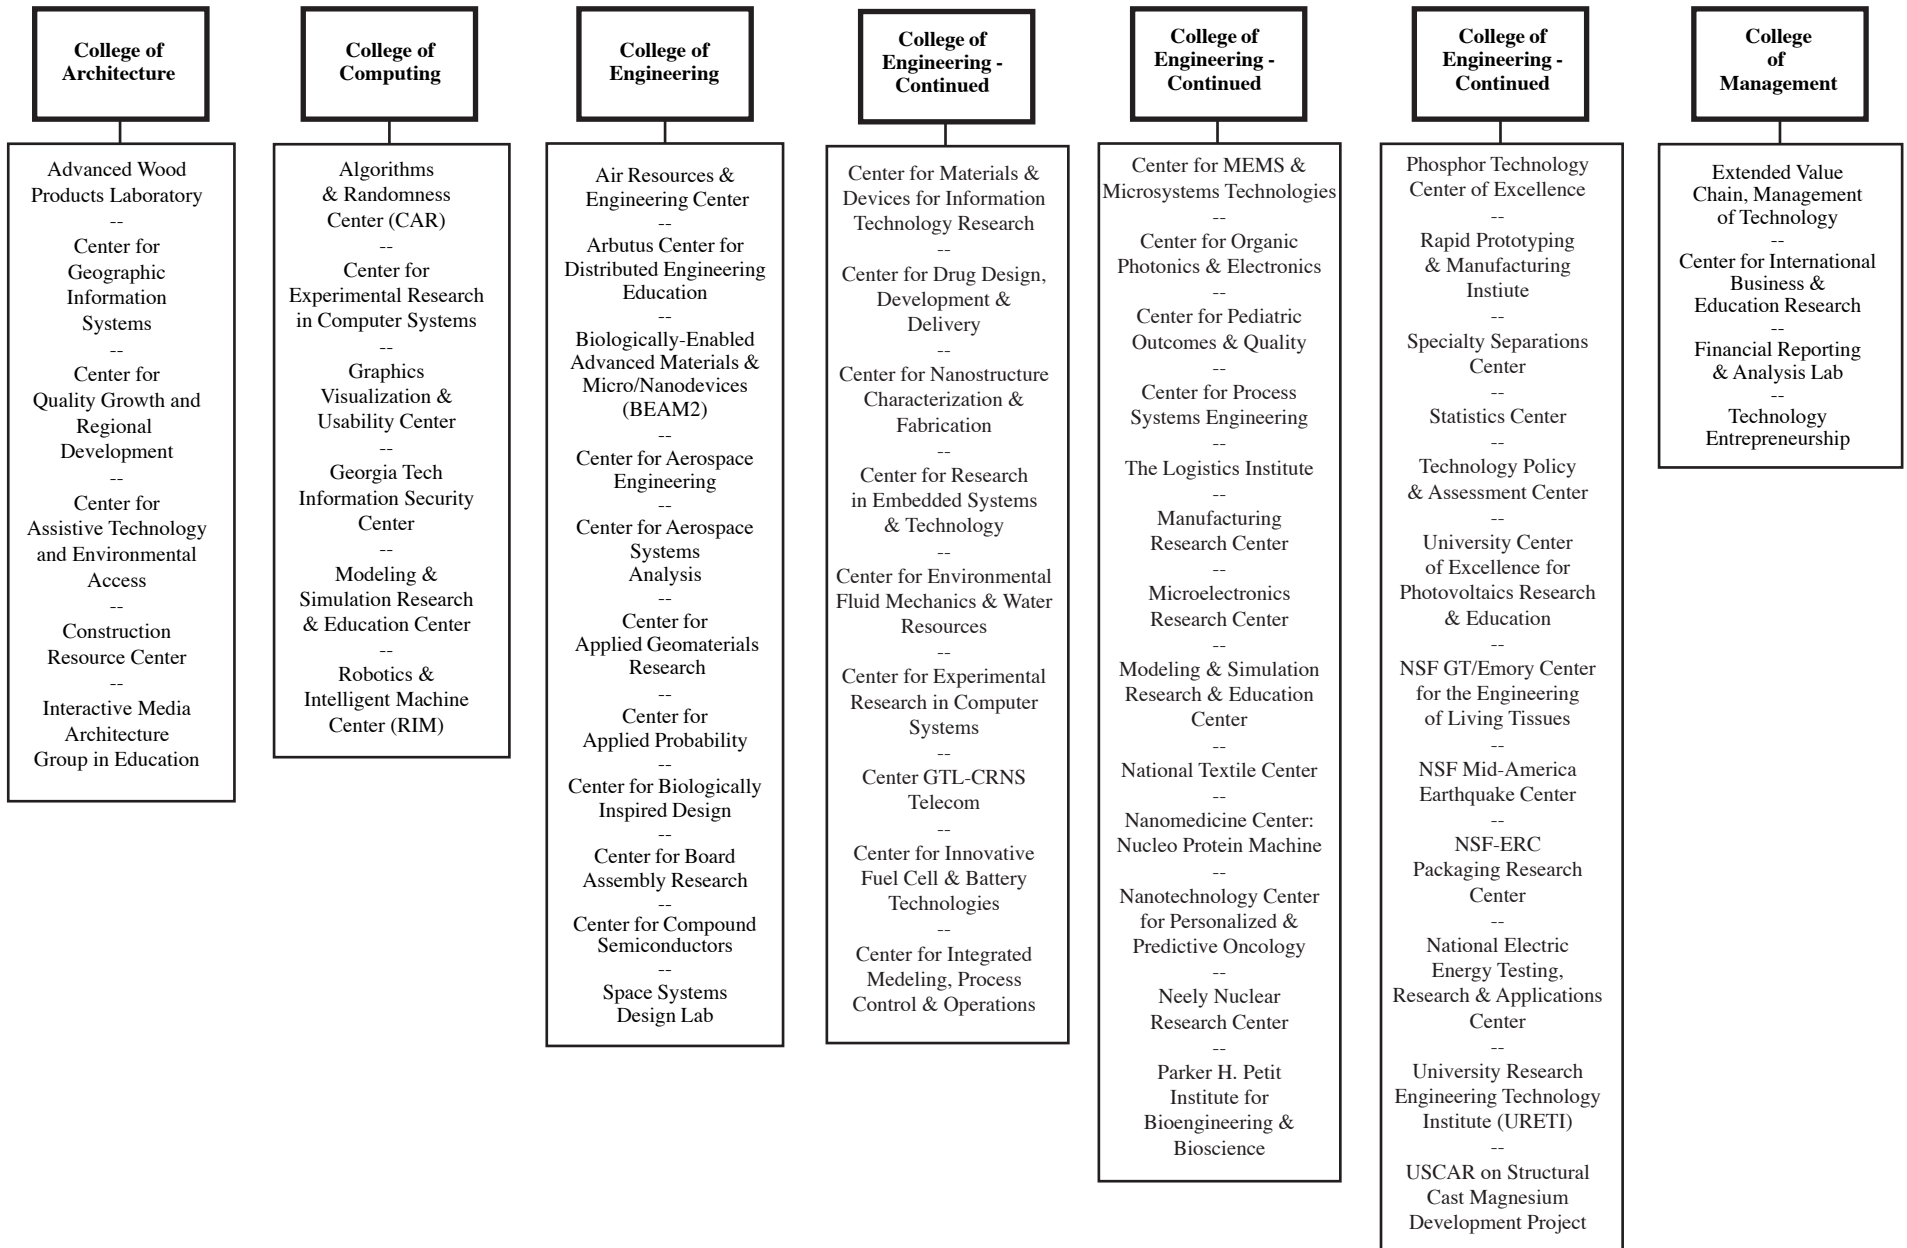 College of
Architecture
Advanced Wood
Products Laboratory
--
Center for
Geographic
Information
Systems
--
Center for
Quality Growth and
Regional
Development
--
Center for
Assistive Technology
and Environmental
Access
--
Construction
Resource Center
--
Interactive Media
Architecture
Group in Education
College of
Computing
Algorithms
& Randomness
Center (CAR)
--
Center for
Experimental Research
in Computer Systems
--
Graphics
Visualization &
Usability Center
--
Georgia Tech
Information Security
Center
--
Modeling &
Simulation Research
& Education Center
--
Robotics &
Intelligent Machine
Center (RIM)
College of
Engineering
Air Resources &
Engineering Center
--
Arbutus Center for
Distributed Engineering
Education
--
Biologically-Enabled
Advanced Materials &
Micro/Nanodevices
(BEAM2)
--
Center for Aerospace
Engineering
--
Center for Aerospace
Systems
Analysis
--
Center for
Applied Geomaterials
Research
--
Center for
Applied Probability
--
Center for Biologically
Inspired Design
--
Center for Board
Assembly Research
--
Center for Compound
Semiconductors
--
Space Systems
Design Lab
College of
Engineering -
Continued
Center for Materials &
Devices for Information
Technology Research
--
Center for Drug Design,
Development &
Delivery
--
Center for Nanostructure
Characterization &
Fabrication
--
Center for Research
in Embedded Systems
& Technology
--
Center for Environmental
Fluid Mechanics & Water
Resources
--
Center for Experimental
Research in Computer
Systems
--
Center GTL-CRNS
Telecom
--
Center for Innovative
Fuel Cell & Battery
Technologies
--
Center for Integrated
Medeling, Process
Control & Operations
College of
Engineering -
Continued
Center for MEMS &
Microsystems Technologies
--
Center for Organic
Photonics & Electronics
--
Center for Pediatric
Outcomes & Quality
--
Center for Process
Systems Engineering
--
The Logistics Institute
--
Manufacturing
Research Center
--
Microelectronics
Research Center
--
Modeling & Simulation
Research & Education
Center
--
National Textile Center
--
Nanomedicine Center:
Nucleo Protein Machine
--
Nanotechnology Center
for Personalized &
Predictive Oncology
--
Neely Nuclear
Research Center
--
Parker H. Petit
Institute for
Bioengineering &
Bioscience
College of
Engineering -
Continued
Phosphor Technology
Center of Excellence
--
Rapid Prototyping
& Manufacturing
Instiute
--
Specialty Separations
Center
--
Statistics Center
--
Technology Policy
& Assessment Center
--
University Center
of Excellence for
Photovoltaics Research
& Education
--
NSF GT/Emory Center
for the Engineering
of Living Tissues
--
NSF Mid-America
Earthquake Center
--
NSF-ERC
Packaging Research
Center
--
National Electric
Energy Testing,
Research & Applications
Center
--
University Research
Engineering Technology
Institute (URETI)
--
USCAR on Structural
Cast Magnesium
Development Project
College
of
Management
Extended Value
Chain, Management
of Technology
--
Center for International
Business &
Education Research
--
Financial Reporting
& Analysis Lab
--
Technology
Entrepreneurship